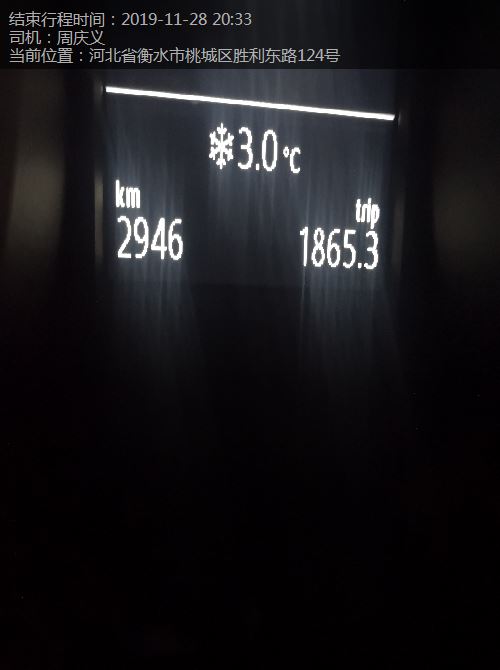 结束行程时间：2019-11-28 20:33
司机：周庆义
当前位置：河北省衡水市桃城区胜利东路124号
3.0 °C
km
trip
2946
1865.3